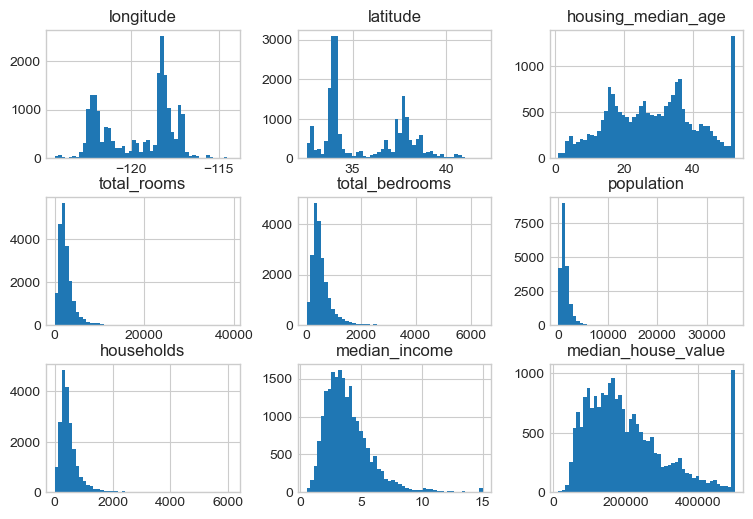 longitude latitude housing_median_age
2000 1000 0 −120 −115
3000 2000 1000 0 35 40
1000 500 0 0 20 40
total_rooms total_bedrooms population
4000 2000 0 0 20000 40000
4000 2000 0 0 2000 4000 6000
7500 5000 2500 0 0 10000 20000 30000
households median_income median_house_value
4000 2000 0 0 2000 4000 6000
1500 1000 500 0 5 10 15
1000 500 0 0 200000 400000